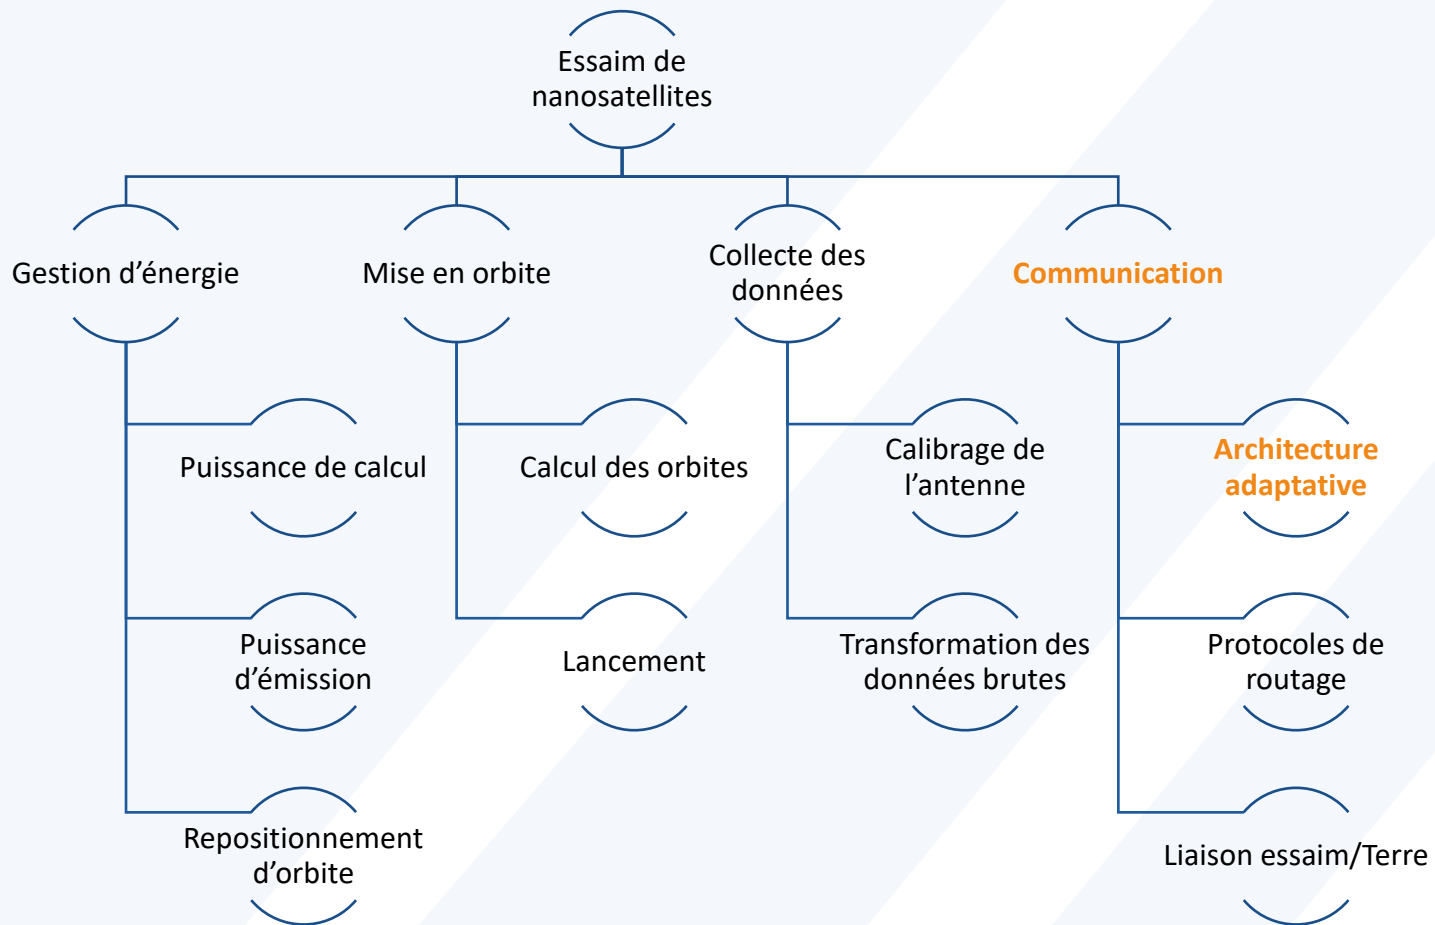 Essaim de
nanosatellites
Gestion d’énergie
Mise en orbite
Collecte des
données
Communication
Puissance de calcul
Calcul des orbites
Calibrage de
l’antenne
Architecture
adaptative
Puissance
d’émission
Lancement
Transformation des
données brutes
Protocoles de
routage
Repositionnement
d’orbite
Liaison essaim/Terre